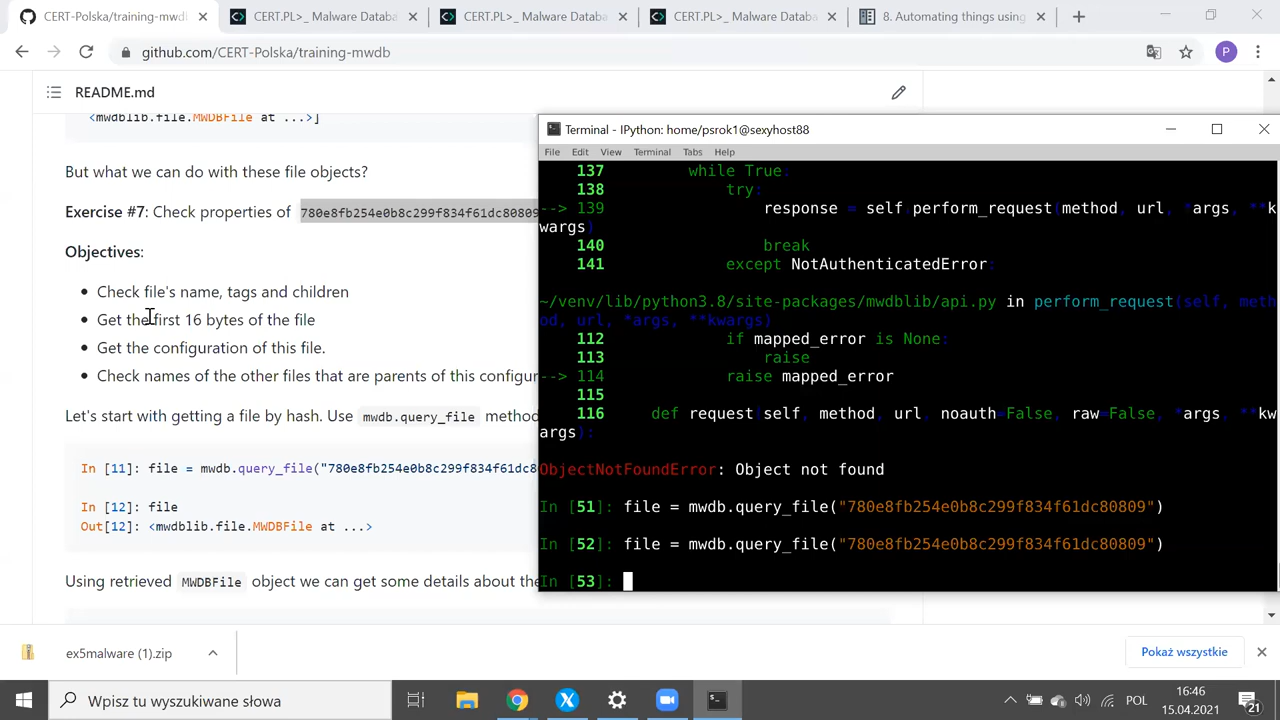 CERT-Polska/training-mwdb
CERT.PL>_ Malware Databa
CERT.PL>_ Malware Databa
CERT.PL>_ Malware Databa
8. Automating things using
github.com/CERT-Polska/training-mwdb
P
README.md
<mwdblib.file.MWDBFile at ...>]
But what we can do with these file objects?
Exercise #7: Check properties of 780e8fb254e0b8c299f834f61dc80809
Objectives:
Check file's name, tags and children
Get the first 16 bytes of the file
Get the configuration of this file.
Check names of the other files that are parents of this configur
Let's start with getting a file by hash. Use mwdb.query_file method
In [11]: file = mwdb.query_file("780e8fb254e0b8c299f834f61dc8
In [12]: file
Out[12]: <mwdblib.file.MWDBFile at ...>
Using retrieved MWDBFile object we can get some details about the
Terminal - IPython: home/psrok1@sexyhost88
File Edit View Terminal Tabs Help
137 while True:
138 try:
--> 139 response = self.perform_request(method, url, *args, **k
wargs)
140 break
141 except NotAuthenticatedError:
~/venv/lib/python3.8/site-packages/mwdblib/api.py in perform_request(self, meth
od, url, *args, **kwargs)
112 if mapped_error is None:
113 raise
--> 114 raise mapped_error
115
116 def request(self, method, url, noauth=False, raw=False, *args, **kw
args):
ObjectNotFoundError: Object not found
In [51]: file = mwdb.query_file("780e8fb254e0b8c299f834f61dc80809")
In [52]: file = mwdb.query_file("780e8fb254e0b8c299f834f61dc80809")
In [53]:
ex5malware (1).zip
Pokaż wszystkie
Wpisz tu wyszukiwane słowa
POL
16:46
15.04.2021
21